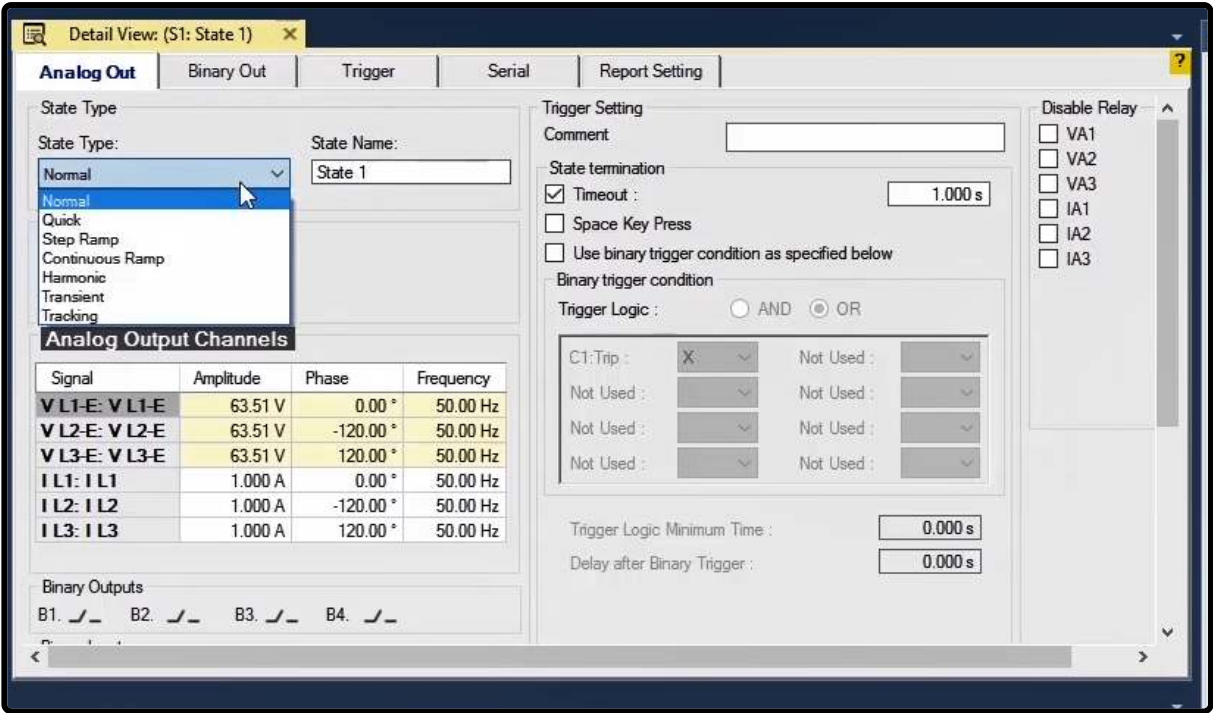 Detail View: (S1: State 1) ×
?
Analog Out Binary Out Trigger Serial Report Setting
State Type
State Type: State Name:
Normal State 1
Normal
Quick
Step Ramp
Continuous Ramp
Harmonic
Transient
Tracking
Analog Output Channels
Signal Amplitude Phase Frequency
V L1-E: V L1-E 63.51 V 0.00 ° 50.00 Hz
V L2-E: V L2-E 63.51 V -120.00 ° 50.00 Hz
V L3-E: V L3-E 63.51 V 120.00 ° 50.00 Hz
I L1: I L1 1.000 A 0.00 ° 50.00 Hz
I L2: I L2 1.000 A -120.00 ° 50.00 Hz
I L3: I L3 1.000 A 120.00 ° 50.00 Hz
Binary Outputs
B1. B2. B3. B4.
Trigger Setting
Comment
State termination
Timeout : 1.000 s
Space Key Press
Use binary trigger condition as specified below
Binary trigger condition
Trigger Logic : AND OR
C1:Trip : X Not Used :
Not Used : Not Used :
Not Used : Not Used :
Not Used : Not Used :
Trigger Logic Minimum Time : 0.000 s
Delay after Binary Trigger : 0.000 s
Disable Relay
VA1
VA2
VA3
IA1
IA2
IA3